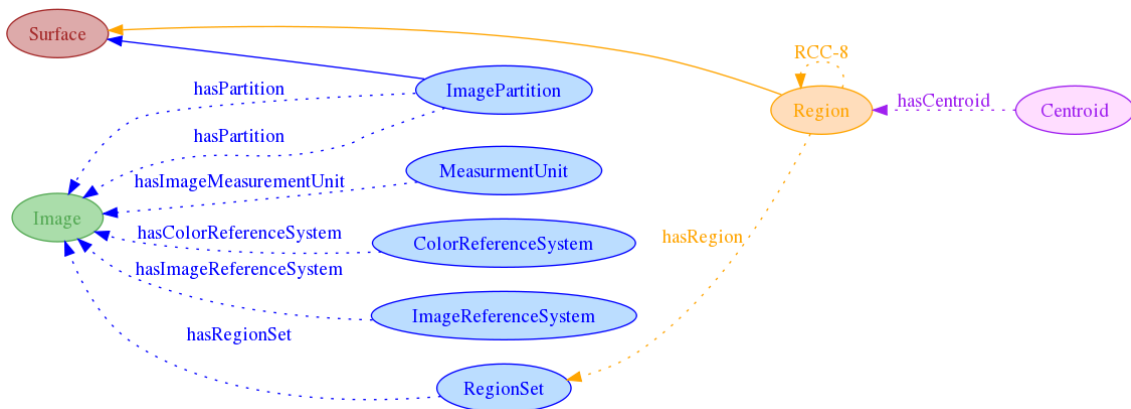 Surface
RCC-8
hasPartition
ImagePartition
Region
hasCentroid
Centroid
hasPartition
MeasurmentUnit
hasImageMeasurementUnit
Image
hasColorReferenceSystem
ColorReferenceSystem
hasRegion
hasImageReferenceSystem
ImageReferenceSystem
hasRegionSet
RegionSet